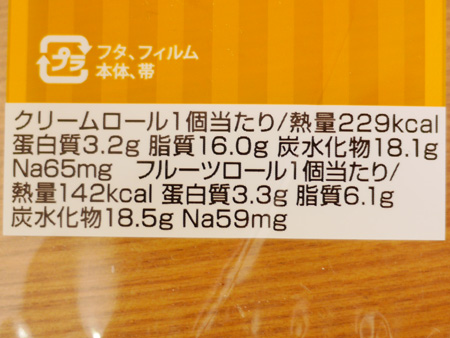 プラ
フタ、フィルム
本体、帯
クリームロール1個当たり/熱量229kcal
蛋白質3.2g 脂質16.0g 炭水化物18.1g
Na65mg　フルーツロール1個当たり/
熱量142kcal 蛋白質3.3g 脂質6.1g
炭水化物18.5g Na59mg